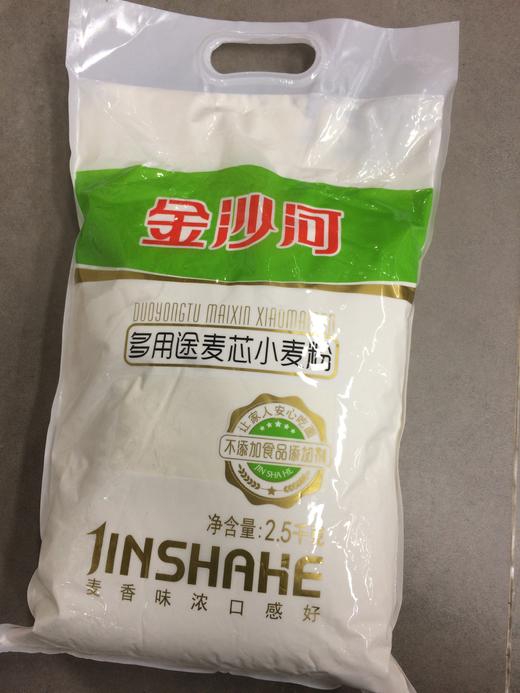 金沙河
DUOYONGTU MAIXIN
多用途麦芯小麦粉
让家人安心吃面
不添加食品添加剂
JIN SHA HE
净含量:2.5千克
JINSHAHE
麦香味浓口感好